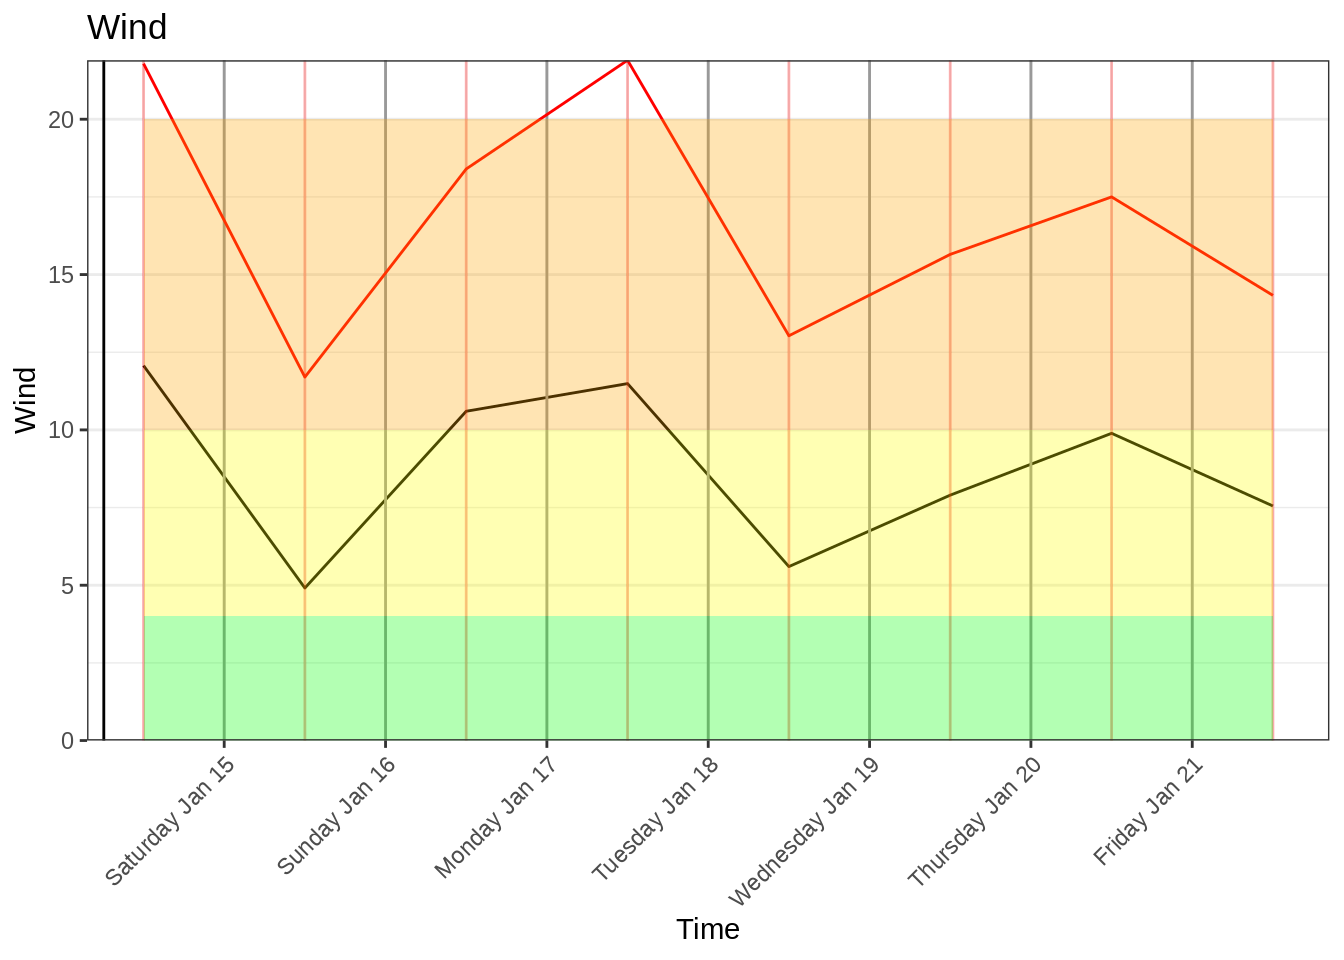 Wind
Wind
20
15
10
5
0
Saturday Jan 15
Sunday Jan 16
Monday Jan 17
Tuesday Jan 18
Wednesday Jan 19
Thursday Jan 20
Friday Jan 21
Time